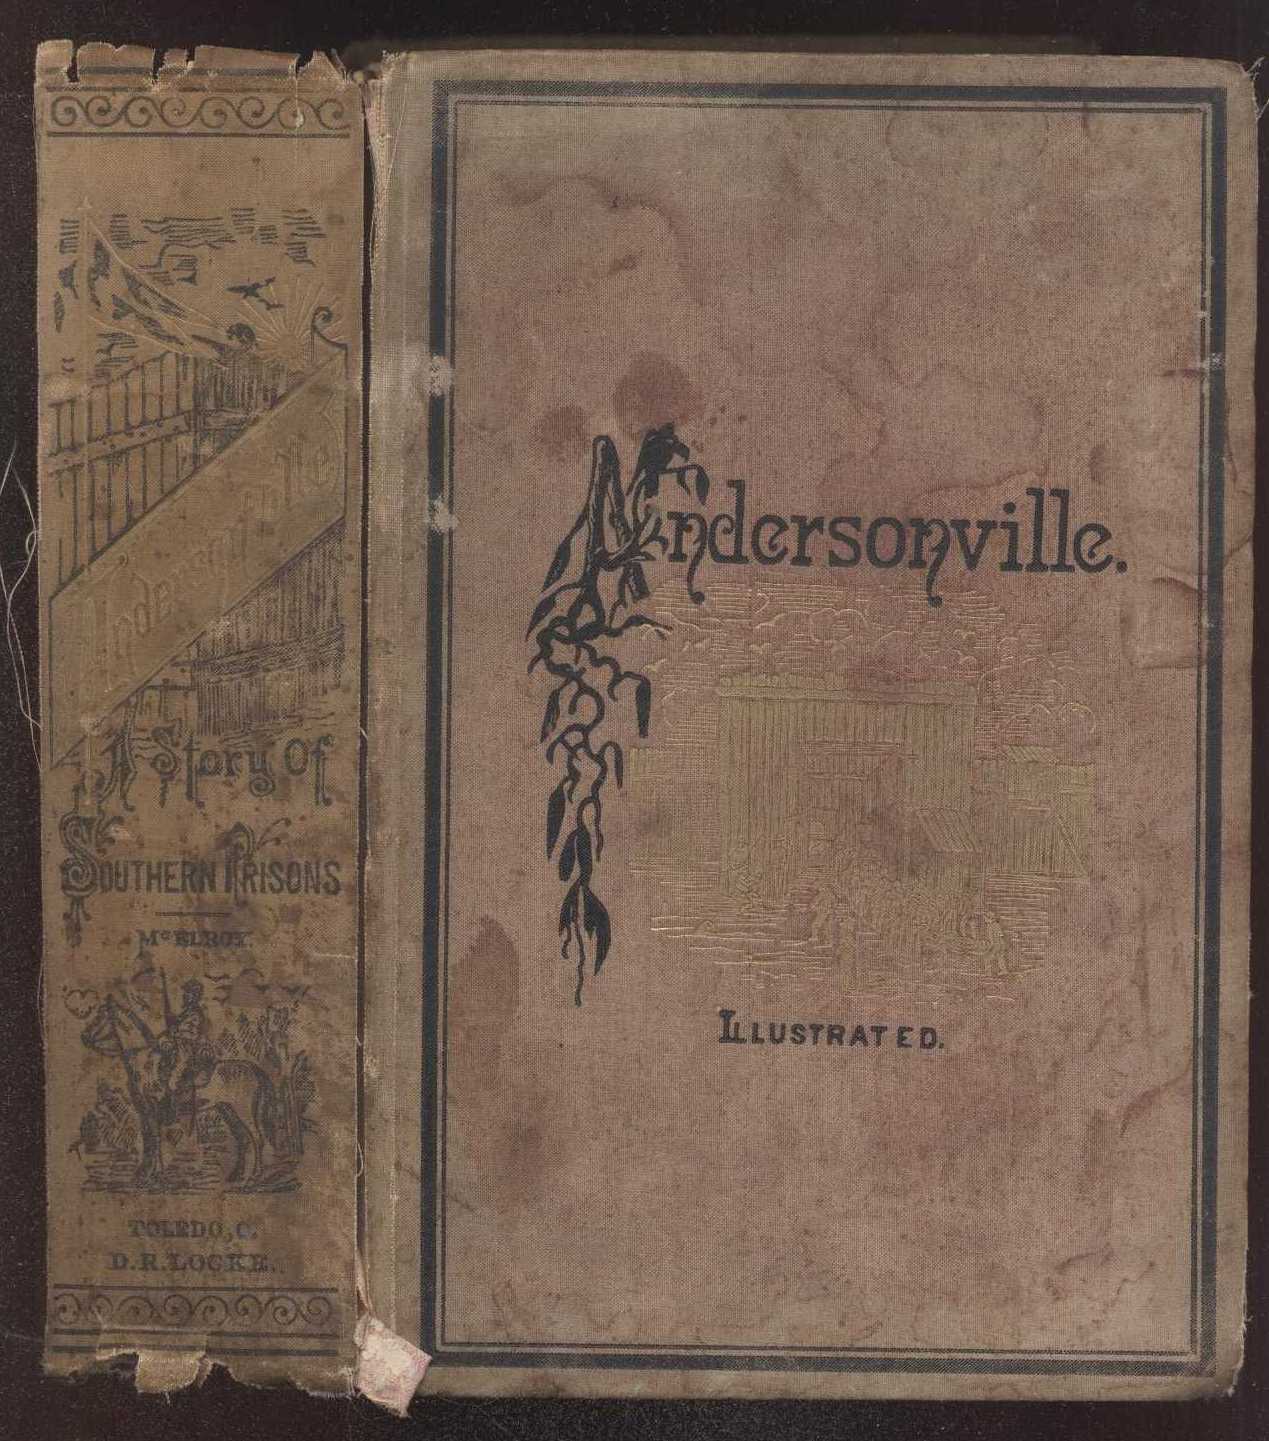 Andersonville
A Story Of
SOUTHERN PRISONS
McELROY.
TOLEDO, O.
D. R. LOCKE.
Andersonville.
ILLUSTRATED.